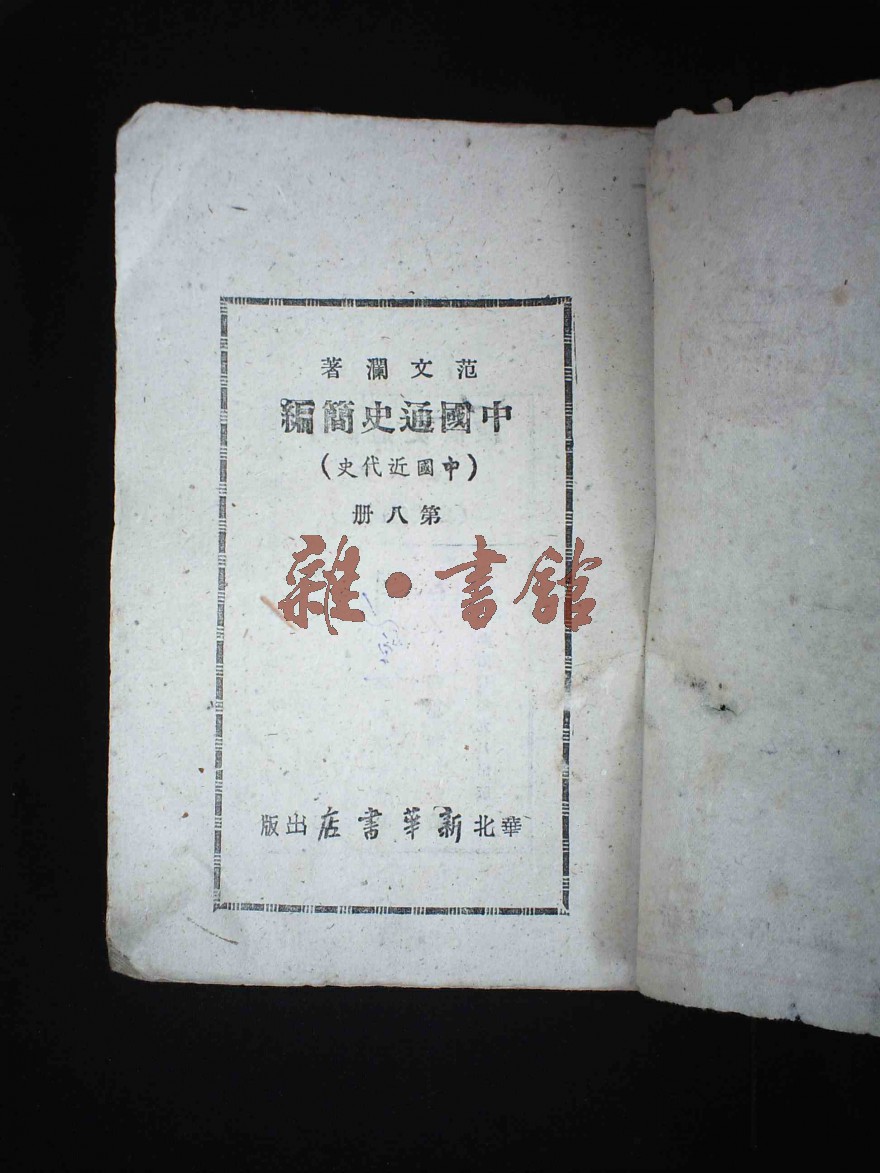 范文瀾著
中國通史簡編
(中國近代史)
第八册
雜·書館
華北新華書店出版